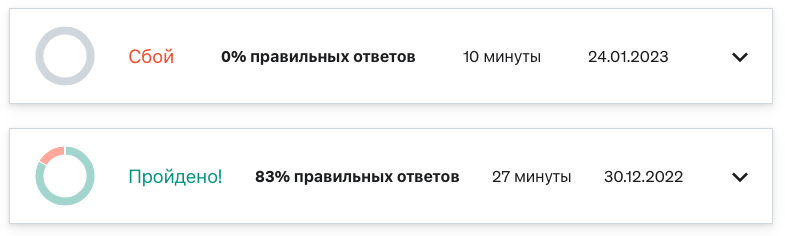 Сбой 0% правильных ответов 10 минуты 24.01.2023
Пройдено! 83% правильных ответов 27 минуты 30.12.2022